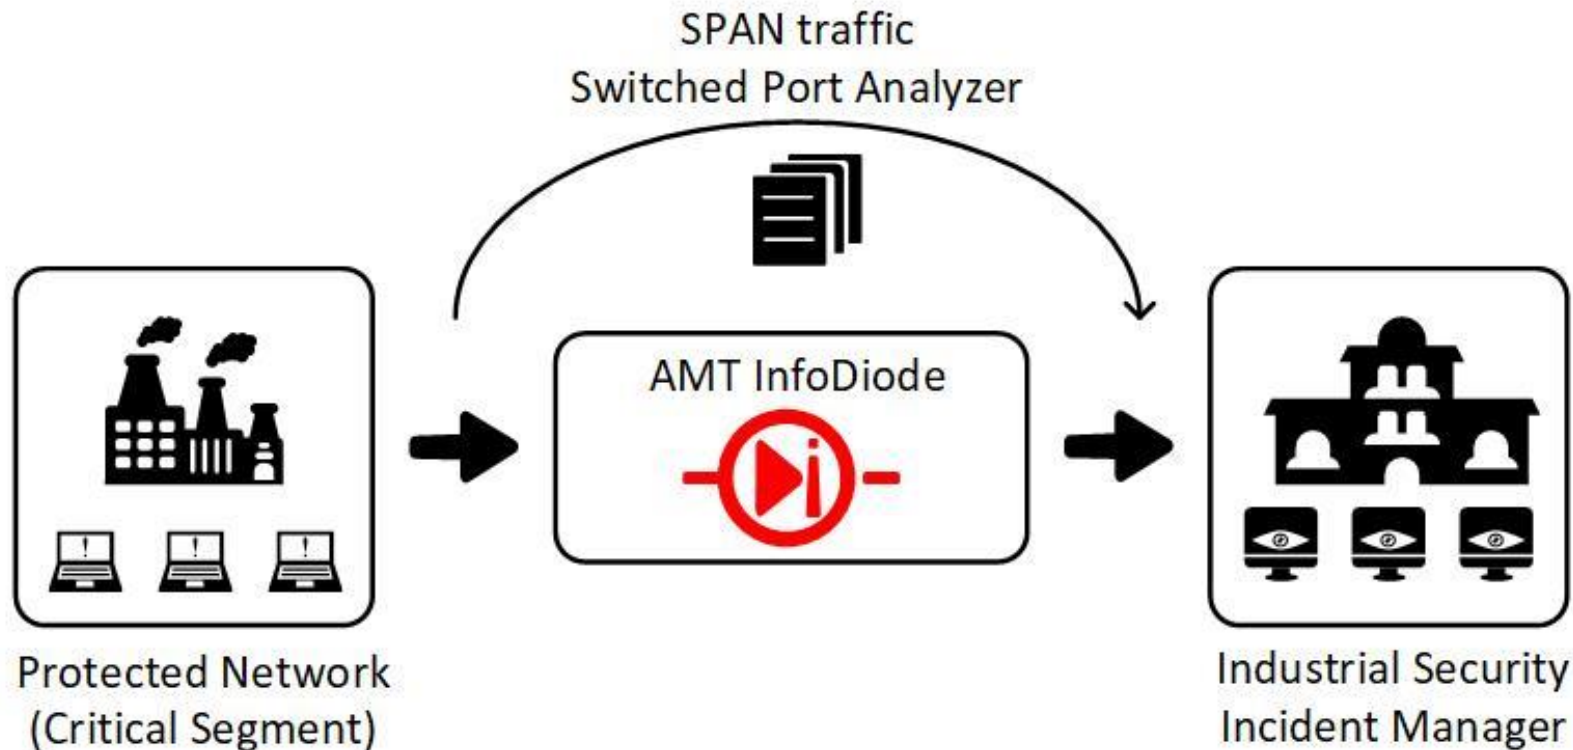 SPAN traffic
Switched Port Analyzer
AMT InfoDiode
Protected Network
(Critical Segment)
Industrial Security
Incident Manager